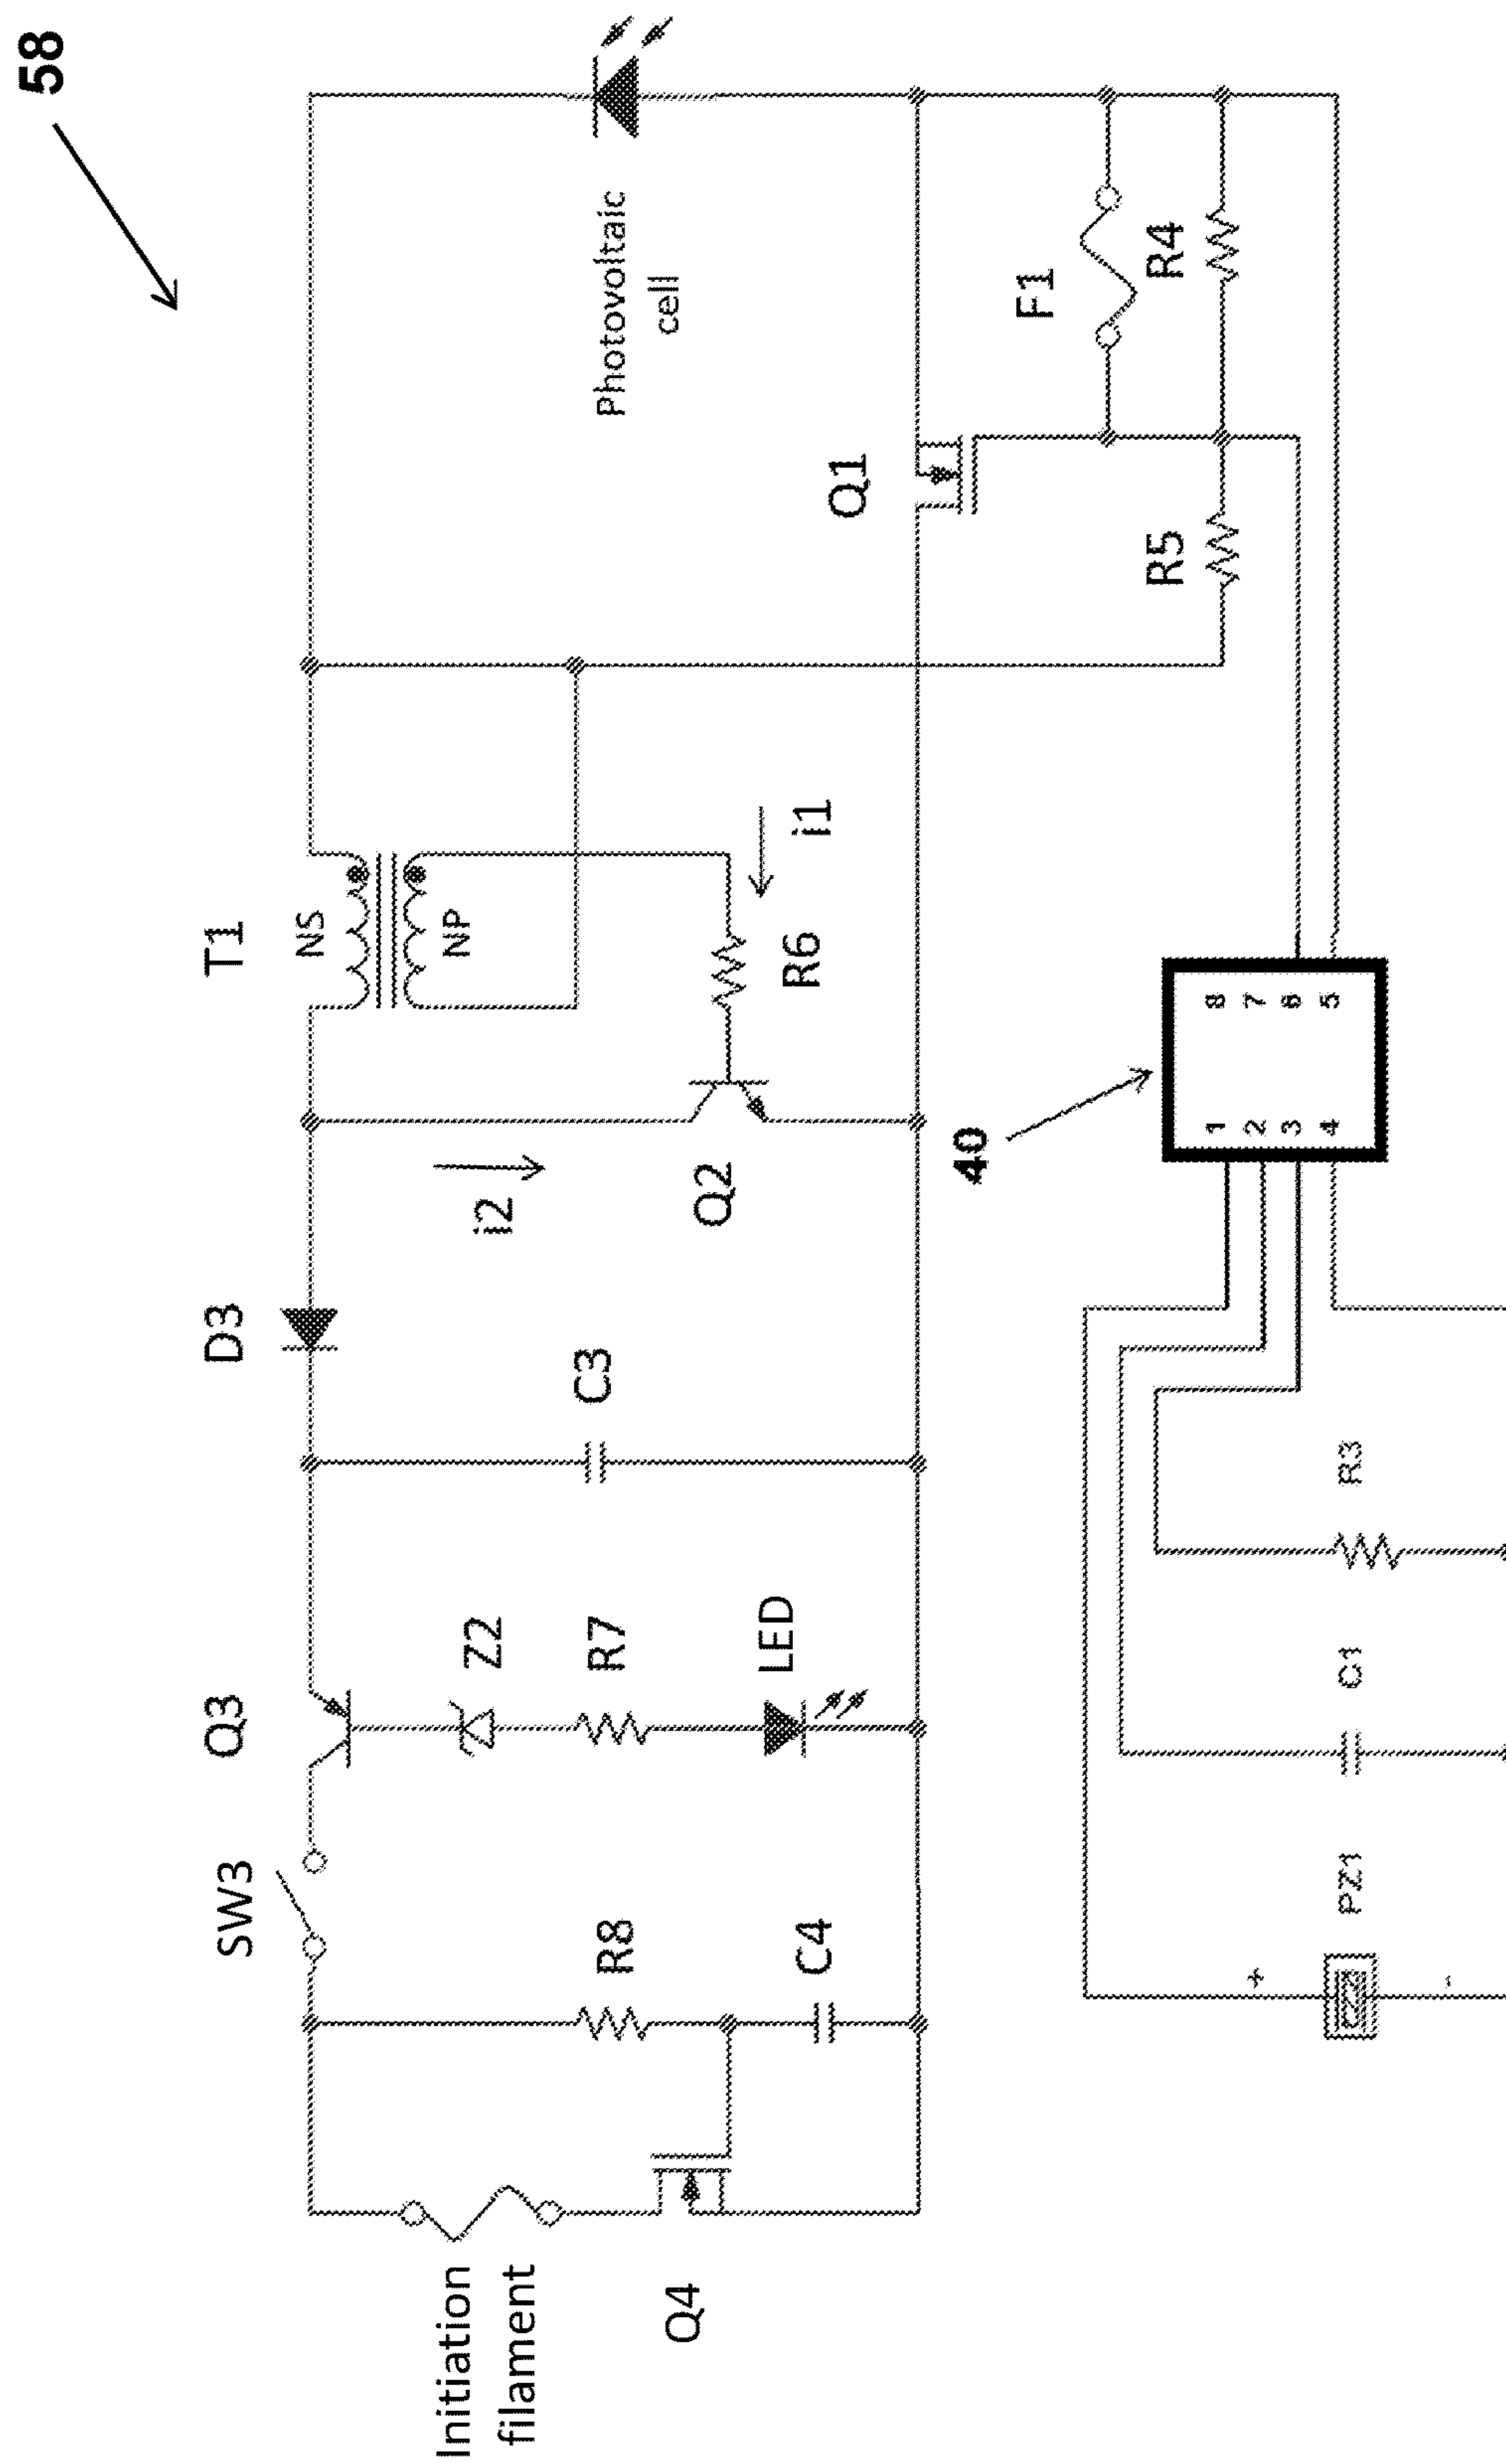 58
Photovoltaic
cell
F1
R4
Q1
R5
T1
NS
NP
i1
R6
i2
Q2
D3
C3
Q3
Z2
R7
LED
SW3
R8
C4
Initiation
filament
Q4
40
8
7
6
5
1
2
3
4
R3
C1
PZ1
+
-